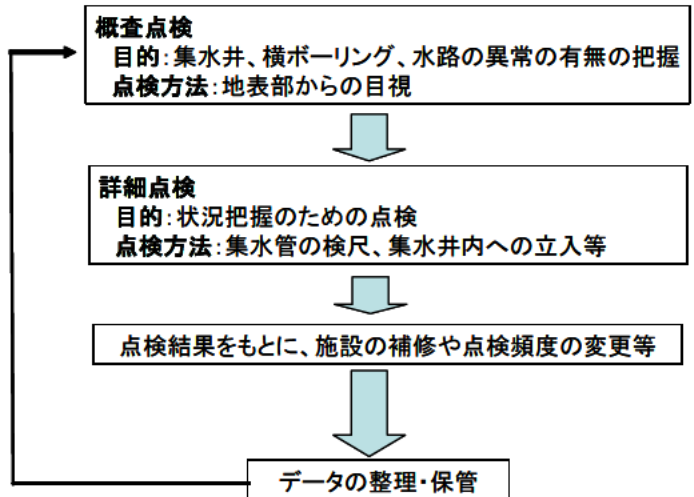 概査点検
目的：集水井、横ボーリング、水路の異常の有無の把握
点検方法：地表部からの目視
詳細点検
目的：状況把握のための点検
点検方法：集水管の検尺、集水井内への立入等
点検結果をもとに、施設の補修や点検頻度の変更等
データの整理・保管